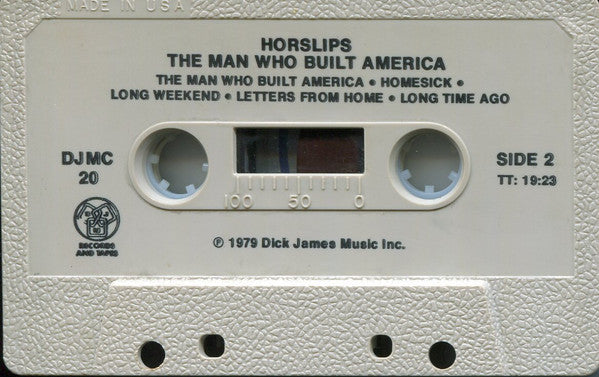 MADE IN USA
HORSLIPS
THE MAN WHO BUILT AMERICA
THE MAN WHO BUILT AMERICA • HOMESICK •
LONG WEEKEND • LETTERS FROM HOME • LONG TIME AGO
DJMC
20
SIDE 2
TT: 19:23
100 50 0
RECORDS
AND TAPES
℗ 1979 Dick James Music Inc.